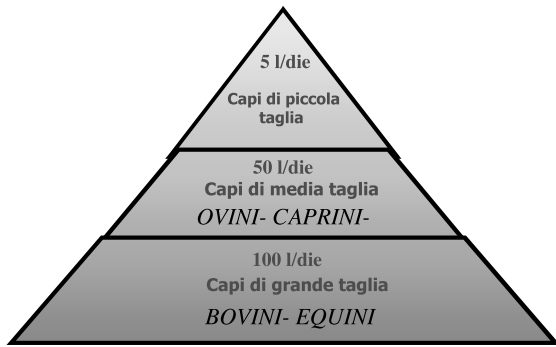 5 l/die
Capi di piccola
taglia
50 l/die
Capi di media taglia
OVINI- CAPRINI-
100 l/die
Capi di grande taglia
BOVINI- EQUINI